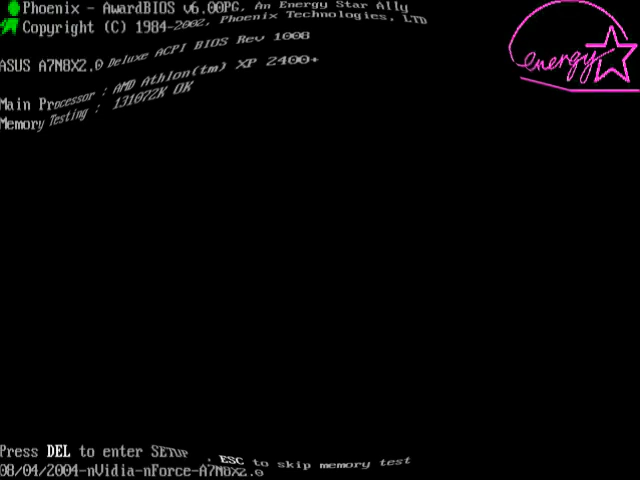 Phoenix - AwardBIOS v6.00PG, An Energy Star Ally
Copyright (C) 1984-2002, Phoenix Technologies, LTD
energy
ASUS A7N8X2.0 Deluxe ACPI BIOS Rev 1008
Main Processor : AMD Athlon(tm) XP 2400+
Memory Testing : 131072K OK
Press DEL to enter SETUP , ESC to skip memory test
08/04/2004-nVidia-nForce-A7N8X2.0